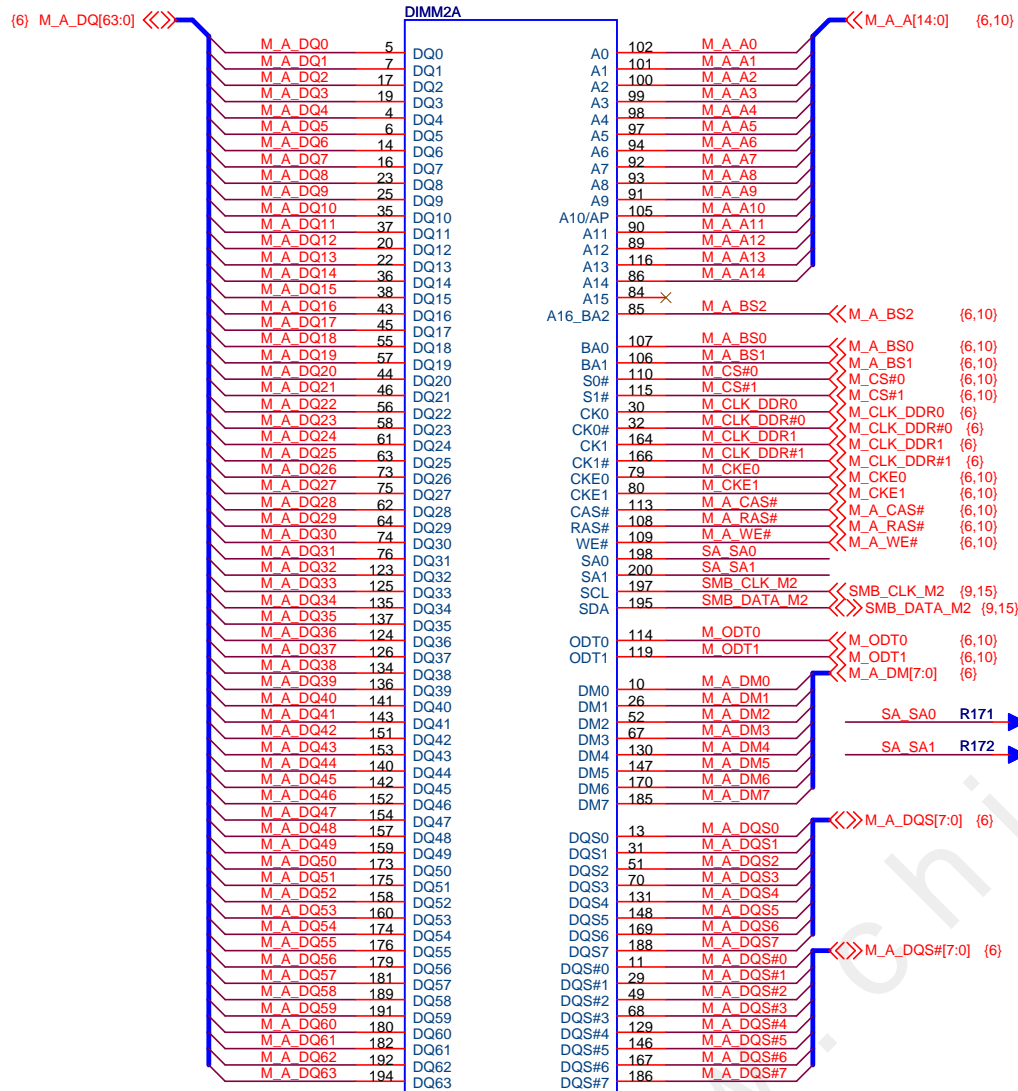 DIMM2A
{6} M_A_DQ[63:0]
M_A_A[14:0] {6,10}
M_A_DQ0 5 DQ0 A0 102 M_A_A0
M_A_DQ1 7 DQ1 A1 101 M_A_A1
M_A_DQ2 17 DQ2 A2 100 M_A_A2
M_A_DQ3 19 DQ3 A3 99 M_A_A3
M_A_DQ4 4 DQ4 A4 98 M_A_A4
M_A_DQ5 6 DQ5 A5 97 M_A_A5
M_A_DQ6 14 DQ6 A6 94 M_A_A6
M_A_DQ7 16 DQ7 A7 92 M_A_A7
M_A_DQ8 23 DQ8 A8 93 M_A_A8
M_A_DQ9 25 DQ9 A9 91 M_A_A9
M_A_DQ10 35 DQ10 A10/AP 105 M_A_A10
M_A_DQ11 37 DQ11 A11 90 M_A_A11
M_A_DQ12 20 DQ12 A12 89 M_A_A12
M_A_DQ13 22 DQ13 A13 116 M_A_A13
M_A_DQ14 36 DQ14 A14 86 M_A_A14
M_A_DQ15 38 DQ15 A15 84
M_A_DQ16 43 DQ16 A16_BA2 85 M_A_BS2 M_A_BS2 {6,10}
M_A_DQ17 45 DQ17
M_A_DQ18 55 DQ18 BA0 107 M_A_BS0 M_A_BS0 {6,10}
M_A_DQ19 57 DQ19 BA1 106 M_A_BS1 M_A_BS1 {6,10}
M_A_DQ20 44 DQ20 S0# 110 M_CS#0 M_CS#0 {6,10}
M_A_DQ21 46 DQ21 S1# 115 M_CS#1 M_CS#1 {6,10}
M_A_DQ22 56 DQ22 CK0 30 M_CLK_DDR0 M_CLK_DDR0 {6}
M_A_DQ23 58 DQ23 CK0# 32 M_CLK_DDR#0 M_CLK_DDR#0 {6}
M_A_DQ24 61 DQ24 CK1 164 M_CLK_DDR1 M_CLK_DDR1 {6}
M_A_DQ25 63 DQ25 CK1# 166 M_CLK_DDR#1 M_CLK_DDR#1 {6}
M_A_DQ26 73 DQ26 CKE0 79 M_CKE0 M_CKE0 {6,10}
M_A_DQ27 75 DQ27 CKE1 80 M_CKE1 M_CKE1 {6,10}
M_A_DQ28 62 DQ28 CAS# 113 M_A_CAS# M_A_CAS# {6,10}
M_A_DQ29 64 DQ29 RAS# 108 M_A_RAS# M_A_RAS# {6,10}
M_A_DQ30 74 DQ30 WE# 109 M_A_WE# M_A_WE# {6,10}
M_A_DQ31 76 DQ31 SA0 198 SA_SA0
M_A_DQ32 123 DQ32 SA1 200 SA_SA1
M_A_DQ33 125 DQ33 SCL 197 SMB_CLK_M2 SMB_CLK_M2 {9,15}
M_A_DQ34 135 DQ34 SDA 195 SMB_DATA_M2 SMB_DATA_M2 {9,15}
M_A_DQ35 137 DQ35
M_A_DQ36 124 DQ36 ODT0 114 M_ODT0 M_ODT0 {6,10}
M_A_DQ37 126 DQ37 ODT1 119 M_ODT1 M_ODT1 {6,10}
M_A_DQ38 134 DQ38 M_A_DM[7:0] {6}
M_A_DQ39 136 DQ39 DM0 10 M_A_DM0
M_A_DQ40 141 DQ40 DM1 26 M_A_DM1
M_A_DQ41 143 DQ41 DM2 52 M_A_DM2 SA_SA0 R171
M_A_DQ42 151 DQ42 DM3 67 M_A_DM3
M_A_DQ43 153 DQ43 DM4 130 M_A_DM4 SA_SA1 R172
M_A_DQ44 140 DQ44 DM5 147 M_A_DM5
M_A_DQ45 142 DQ45 DM6 170 M_A_DM6
M_A_DQ46 152 DQ46 DM7 185 M_A_DM7
M_A_DQ47 154 DQ47 M_A_DQS[7:0] {6}
M_A_DQ48 157 DQ48 DQS0 13 M_A_DQS0
M_A_DQ49 159 DQ49 DQS1 31 M_A_DQS1
M_A_DQ50 173 DQ50 DQS2 51 M_A_DQS2
M_A_DQ51 175 DQ51 DQS3 70 M_A_DQS3
M_A_DQ52 158 DQ52 DQS4 131 M_A_DQS4
M_A_DQ53 160 DQ53 DQS5 148 M_A_DQS5
M_A_DQ54 174 DQ54 DQS6 169 M_A_DQS6
M_A_DQ55 176 DQ55 DQS7 188 M_A_DQS7 M_A_DQS#[7:0] {6}
M_A_DQ56 179 DQ56 DQS#0 11 M_A_DQS#0
M_A_DQ57 181 DQ57 DQS#1 29 M_A_DQS#1
M_A_DQ58 189 DQ58 DQS#2 49 M_A_DQS#2
M_A_DQ59 191 DQ59 DQS#3 68 M_A_DQS#3
M_A_DQ60 180 DQ60 DQS#4 129 M_A_DQS#4
M_A_DQ61 182 DQ61 DQS#5 146 M_A_DQS#5
M_A_DQ62 192 DQ62 DQS#6 167 M_A_DQS#6
M_A_DQ63 194 DQ63 DQS#7 186 M_A_DQS#7
. c h i